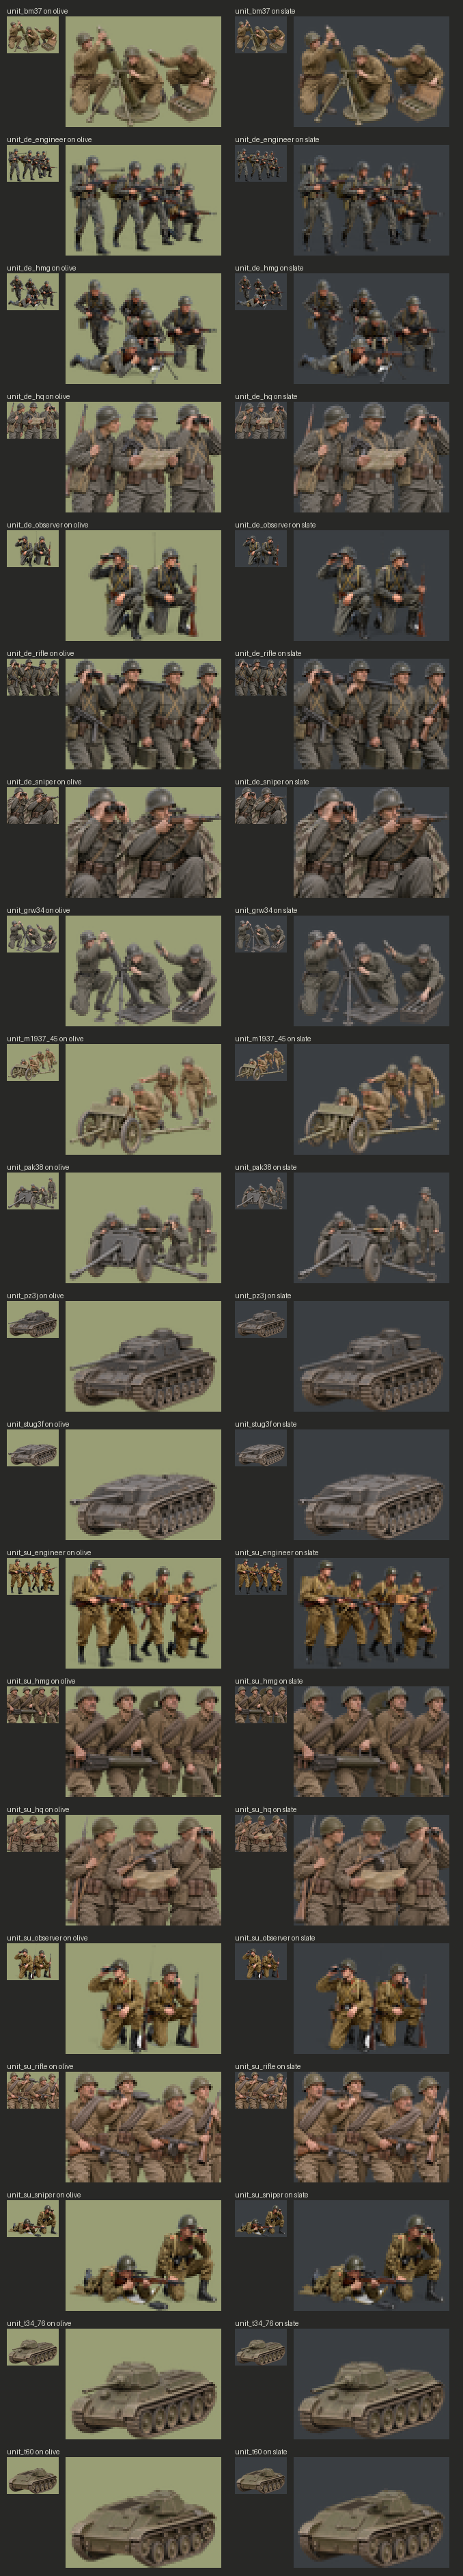 unit_bm37 on olive
unit_bm37 on slate
unit_de_engineer on olive
unit_de_engineer on slate
unit_de_hmg on olive
unit_de_hmg on slate
unit_de_hq on olive
unit_de_hq on slate
unit_de_observer on olive
unit_de_observer on slate
unit_de_rifle on olive
unit_de_rifle on slate
unit_de_sniper on olive
unit_de_sniper on slate
unit_grw34 on olive
unit_grw34 on slate
unit_m1937_45 on olive
unit_m1937_45 on slate
unit_pak38 on olive
unit_pak38 on slate
unit_pz3j on olive
unit_pz3j on slate
unit_stug3f on olive
unit_stug3f on slate
unit_su_engineer on olive
unit_su_engineer on slate
unit_su_hmg on olive
unit_su_hmg on slate
unit_su_hq on olive
unit_su_hq on slate
unit_su_observer on olive
unit_su_observer on slate
unit_su_rifle on olive
unit_su_rifle on slate
unit_su_sniper on olive
unit_su_sniper on slate
unit_t34_76 on olive
unit_t34_76 on slate
unit_t60 on olive
unit_t60 on slate